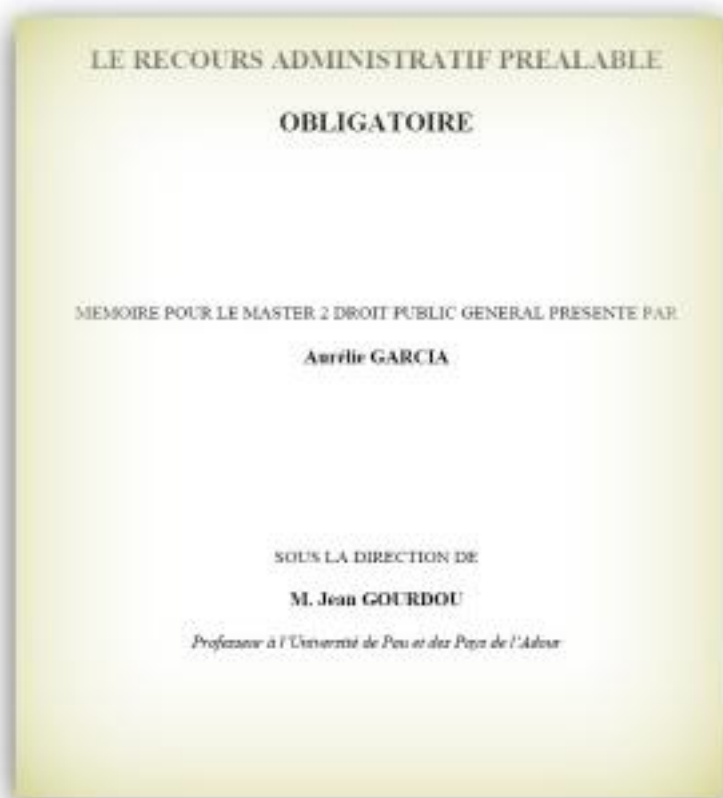 LE RECOURS ADMINISTRATIF PREALABLE
OBLIGATOIRE
MEMOIRE POUR LE MASTER 2 DROIT PUBLIC GENERAL PRESENTE PAR
Aurélie GARCIA
SOUS LA DIRECTION DE
M. Jean GOURDOU
Professeur à l'Université de Pau et des Pays de l'Adour